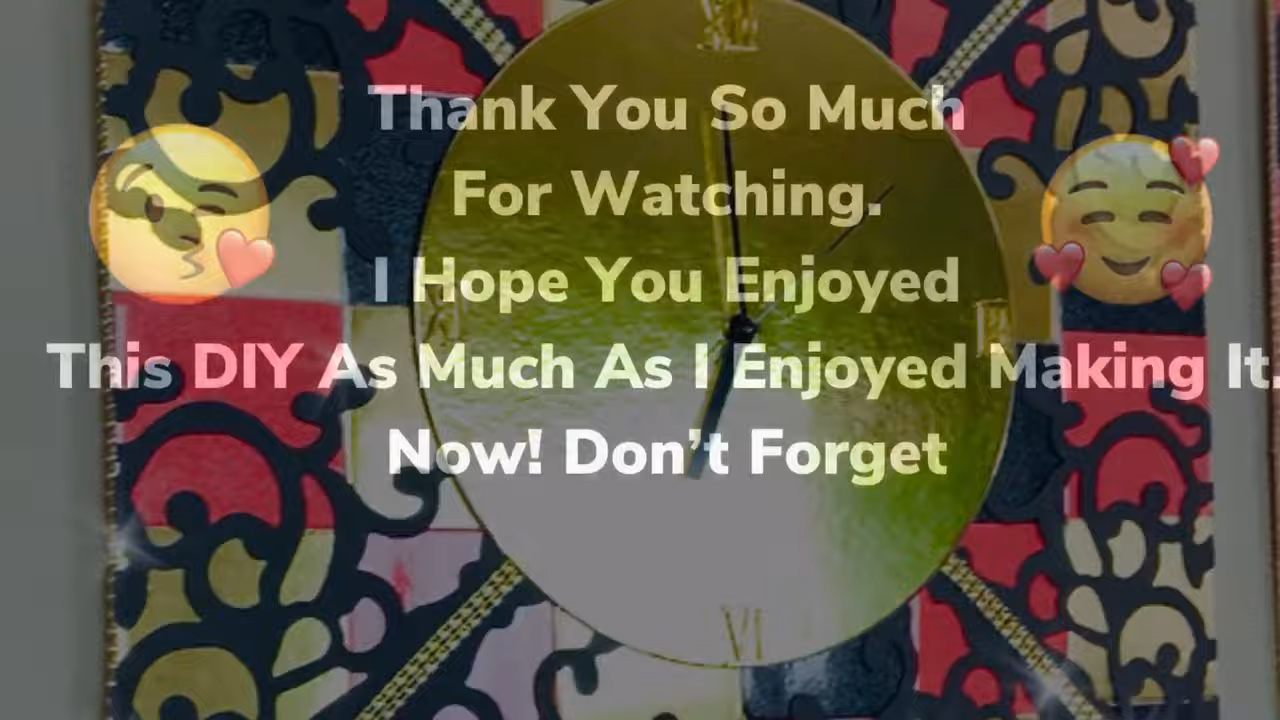 Thank You So Much
For Watching.
I Hope You Enjoyed
This DIY As Much As I Enjoyed Making It.
Now! Don't Forget
VI